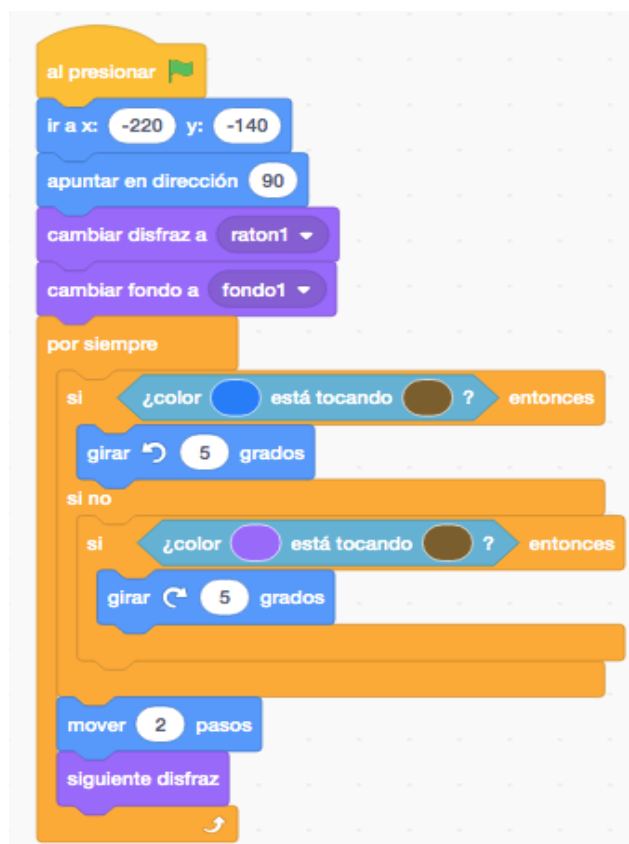 al presionar
ir a x: -220 y: -140
apuntar en dirección 90
cambiar disfraz a raton1
cambiar fondo a fondo1
por siempre
si ¿color está tocando ? entonces
girar 5 grados
si no
si ¿color está tocando ? entonces
girar 5 grados
mover 2 pasos
siguiente disfraz